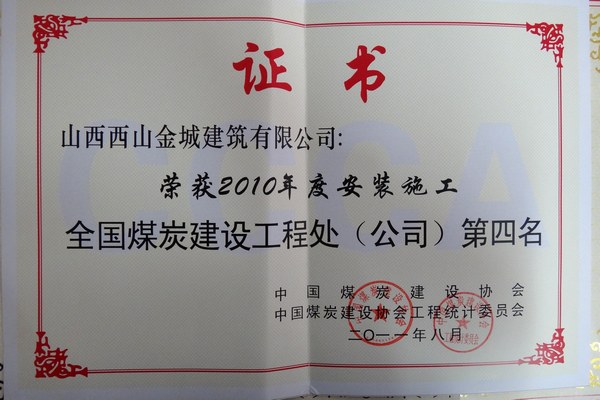 证书
山西西山金城建筑有限公司:
荣获2010年度安装施工
全国煤炭建设工程处（公司）第四名
中国煤炭建设协会
中国煤炭建设协会工程统计委员会
二〇一一年八月